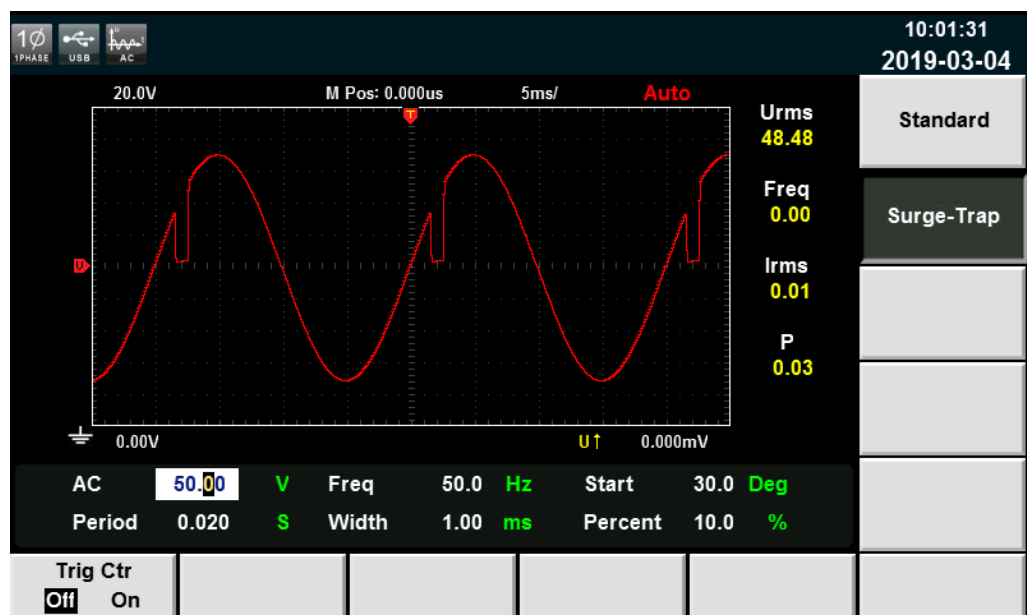 1Ø
1PHASE
USB
U
t
AC
10:01:31
2019-03-04
20.0V M Pos: 0.000us 5ms/ Auto
T
U
Urms
48.48
Freq
0.00
Irms
0.01
P
0.03
0.00V U↑ 0.000mV
Standard
Surge-Trap
AC 50.00 V Freq 50.0 Hz Start 30.0 Deg
Period 0.020 S Width 1.00 ms Percent 10.0 %
Trig Ctr
Off On